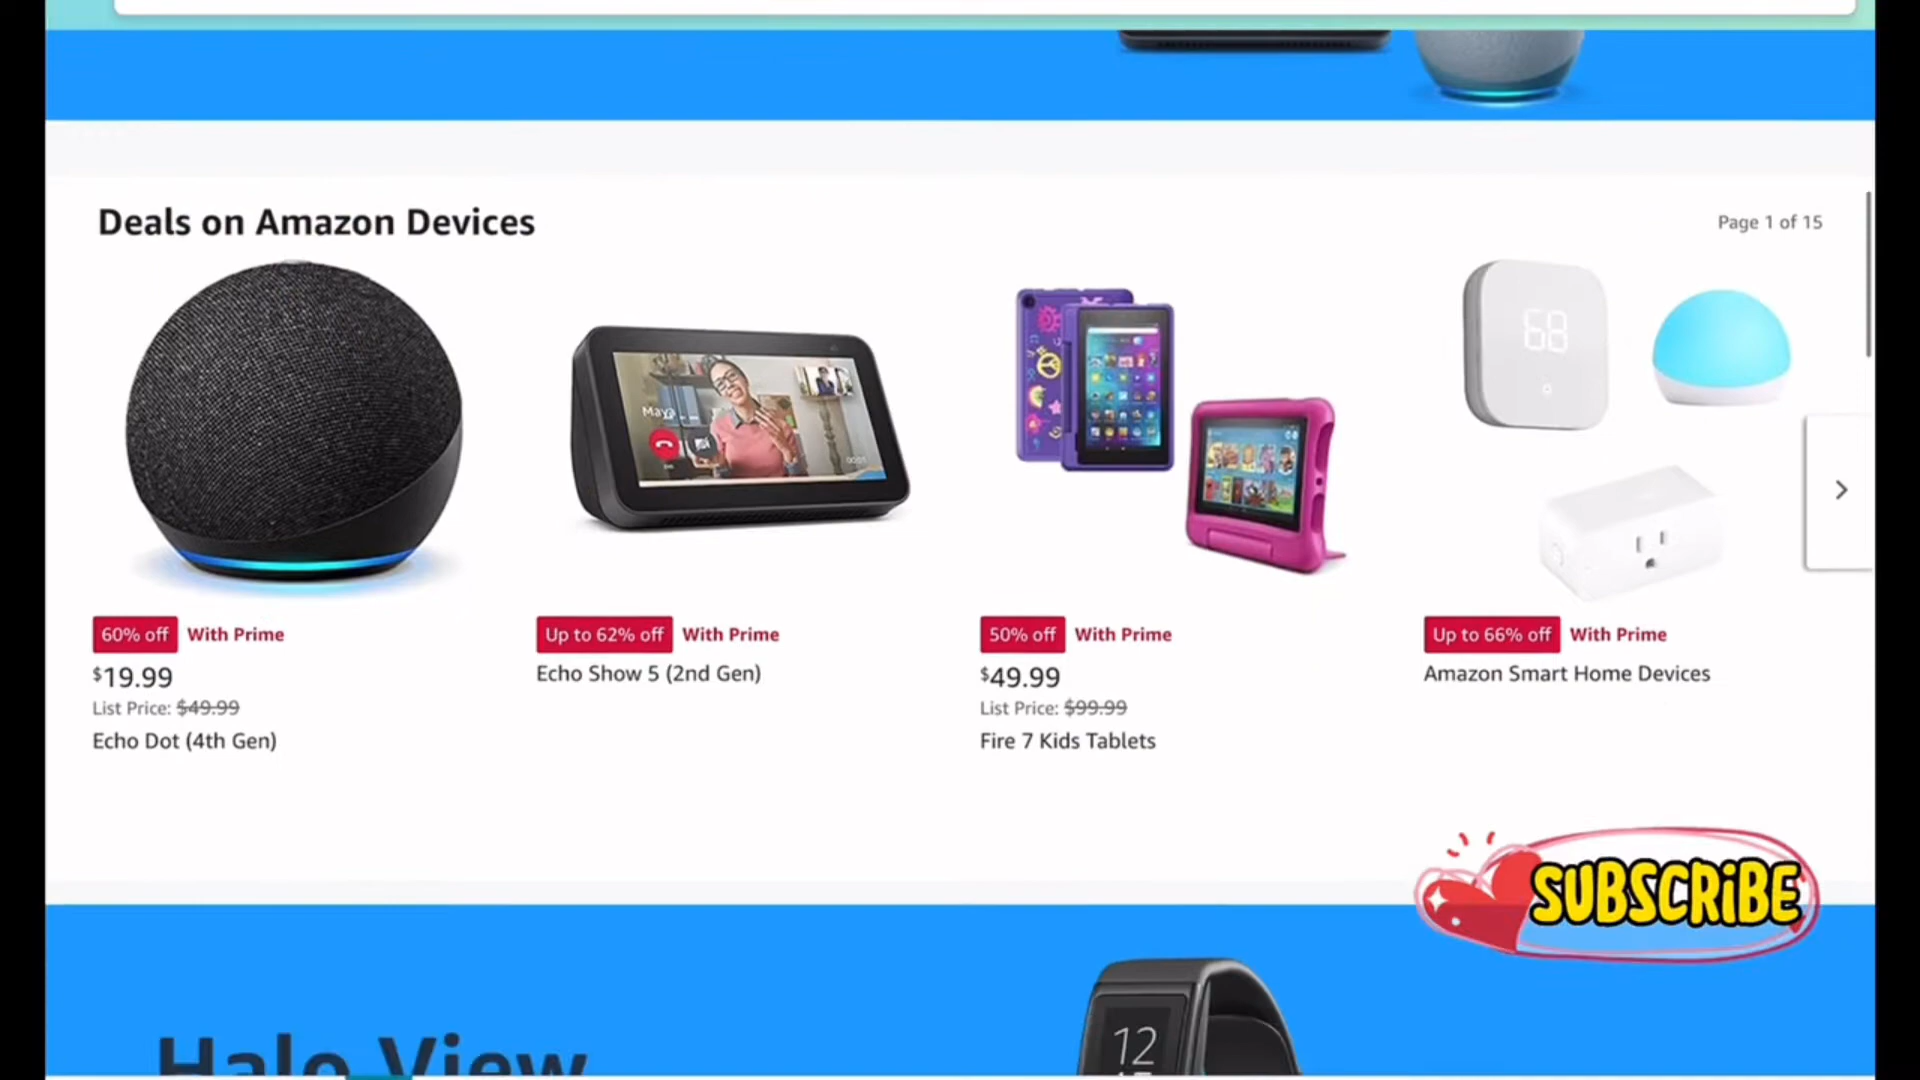 Deals on Amazon Devices
Page 1 of 15
Maya
68
60% off With Prime
$19.99
List Price: $49.99
Echo Dot (4th Gen)
Up to 62% off With Prime
Echo Show 5 (2nd Gen)
50% off With Prime
$49.99
List Price: $99.99
Fire 7 Kids Tablets
Up to 66% off With Prime
Amazon Smart Home Devices
SUBSCRiBE
Halo View
12